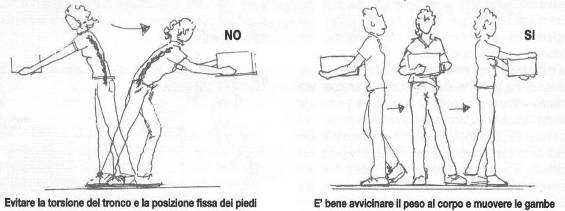 NO
SI
Evitare la torsione del tronco e la posizione fissa dei piedi
E' bene avvicinare il peso al corpo e muovere le gambe